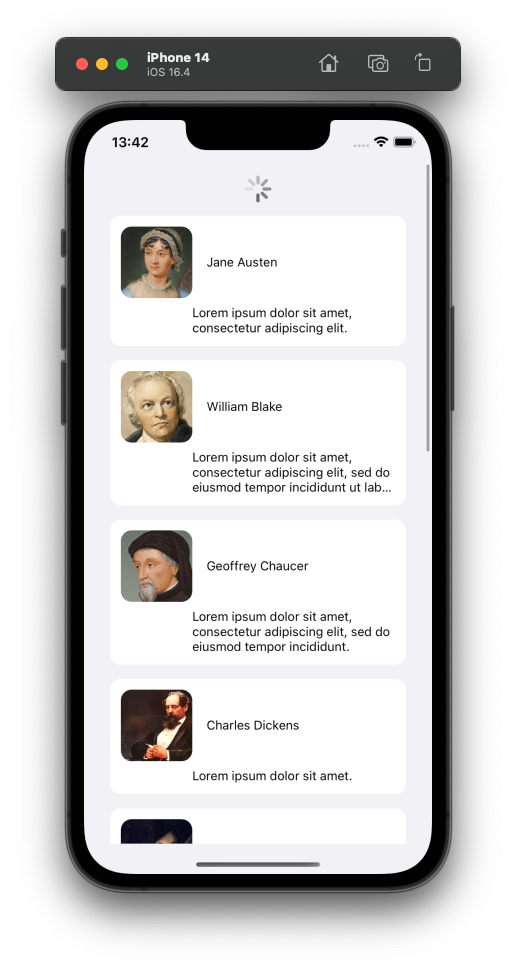 iPhone 14
iOS 16.4
13:42
Jane Austen
Lorem ipsum dolor sit amet,
consectetur adipiscing elit.
William Blake
Lorem ipsum dolor sit amet,
consectetur adipiscing elit, sed do
eiusmod tempor incididunt ut lab...
Geoffrey Chaucer
Lorem ipsum dolor sit amet,
consectetur adipiscing elit, sed do
eiusmod tempor incididunt.
Charles Dickens
Lorem ipsum dolor sit amet.